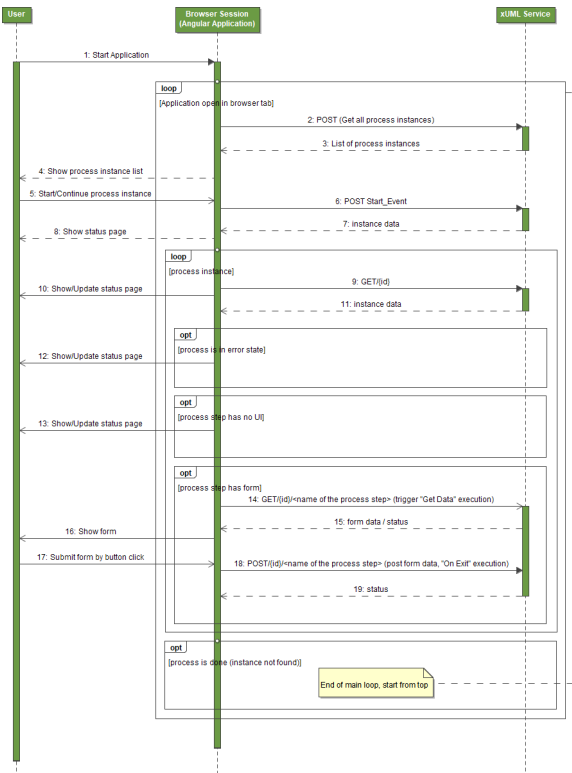 User
Browser Session
(Angular Application)
xUML Service
1: Start Application
loop
[Application open in browser tab]
2: POST (Get all process instances)
3: List of process instances
4: Show process instance list
5: Start/Continue process instance
6: POST Start_Event
7: instance data
8: Show status page
loop
[process instance]
9: GET/{id}
10: Show/Update status page
11: instance data
opt
[process is in error state]
12: Show/Update status page
opt
[process step has no UI]
13: Show/Update status page
opt
[process step has form]
14: GET/{id}/<name of the process step> (trigger "Get Data" execution)
15: form data / status
16: Show form
17: Submit form by button click
18: POST/{id}/<name of the process step> (post form data, "On Exit" execution)
19: status
opt
[process is done (instance not found)]
End of main loop, start from top